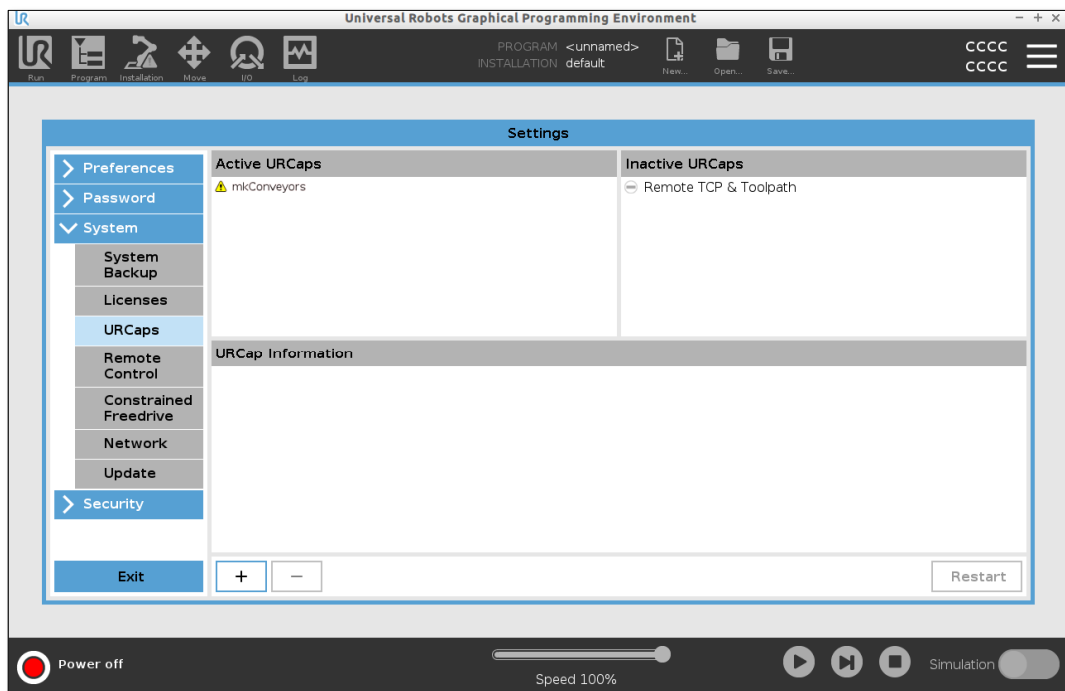 UR
Universal Robots Graphical Programming Environment
UR
Run
Program
Installation
Move
I/O
Log
PROGRAM <unnamed>
INSTALLATION default
New...
Open...
Save...
CCCC
CCCC
Settings
Preferences
Password
System
System
Backup
Licenses
URCaps
Remote
Control
Constrained
Freedrive
Network
Update
Security
Exit
Active URCaps
mkConveyors
Inactive URCaps
Remote TCP & Toolpath
URCap Information
+
−
Restart
Power off
Speed 100%
Simulation